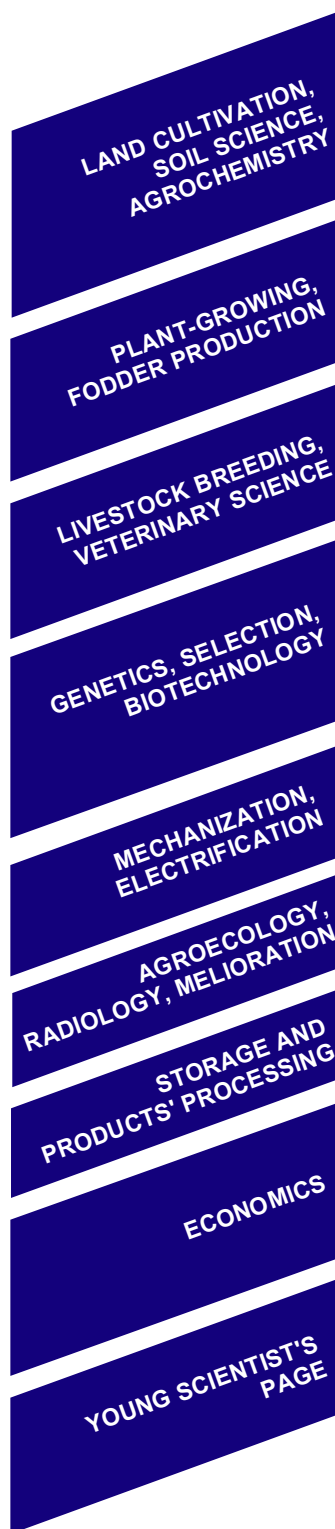 LAND CULTIVATION,
SOIL SCIENCE,
AGROCHEMISTRY
PLANT-GROWING,
FODDER PRODUCTION
LIVESTOCK BREEDING,
VETERINARY SCIENCE
GENETICS, SELECTION,
BIOTECHNOLOGY
MECHANIZATION,
ELECTRIFICATION
AGROECOLOGY,
RADIOLOGY, MELIORATION
STORAGE AND
PRODUCTS' PROCESSING
ECONOMICS
YOUNG SCIENTIST'S
PAGE